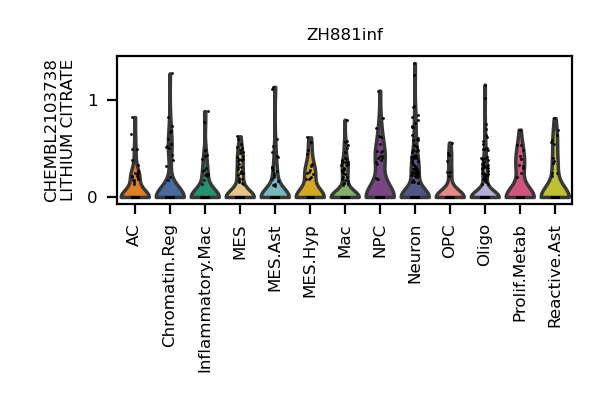 ZH881inf
CHEMBL2103738
LITHIUM CITRATE
1
0
AC
Chromatin.Reg
Inflammatory.Mac
MES
MES.Ast
MES.Hyp
Mac
NPC
Neuron
OPC
Oligo
Prolif.Metab
Reactive.Ast